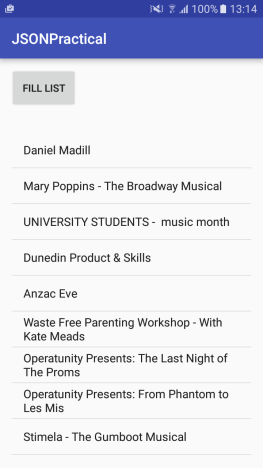 100% 13:14
JSONPractical
FILL LIST
Daniel Madill
Mary Poppins - The Broadway Musical
UNIVERSITY STUDENTS -  music month
Dunedin Product & Skills
Anzac Eve
Waste Free Parenting Workshop - With
Kate Meads
Operatunity Presents: The Last Night of
The Proms
Operatunity Presents: From Phantom to
Les Mis
Stimela - The Gumboot Musical